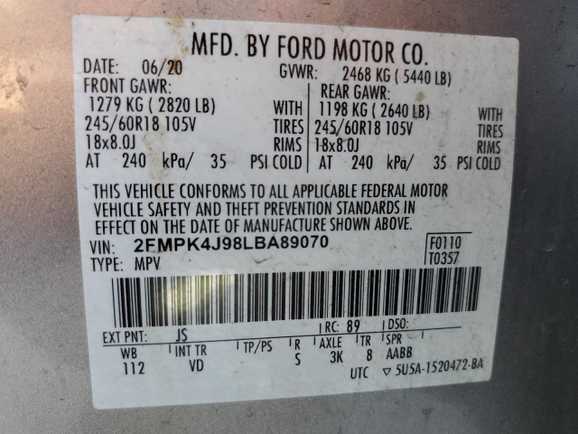 MFD. BY FORD MOTOR CO.
DATE: 06/20 GVWR: 2468 KG ( 5440 LB)
FRONT GAWR: REAR GAWR:
1279 KG ( 2820 LB) WITH 1198 KG ( 2640 LB) WITH
245/60R18 105V TIRES 245/60R18 105V TIRES
18x8.0J RIMS 18x8.0J RIMS
AT 240 kPa/ 35 PSI COLD AT 240 kPa/ 35 PSI COLD
THIS VEHICLE CONFORMS TO ALL APPLICABLE FEDERAL MOTOR
VEHICLE SAFETY AND THEFT PREVENTION STANDARDS IN
EFFECT ON THE DATE OF MANUFACTURE SHOWN ABOVE.
VIN: 2FMPK4J98LBA89070 F0110
TYPE: MPV T0357
EXT PNT: JS RC: 89 DSO:
WB INT TR TP/PS R AXLE TR SPR
112 VD S 3K 8 AABB
UTC ▽ 5U5A-1520472-BA